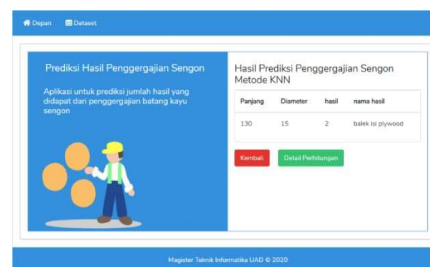 Depan Dataset
Prediksi Hasil Penggergajian Sengon
Aplikasi untuk prediksi jumlah hasil yang
didapat dari penggergajian batang kayu
sengon
Hasil Prediksi Penggergajian Sengon
Metode KNN
Panjang Diameter hasil nama hasil
130 15 2 balek isi plywood
Kembali Detail Perhitungan
Magister Teknik Informatika UAD © 2020